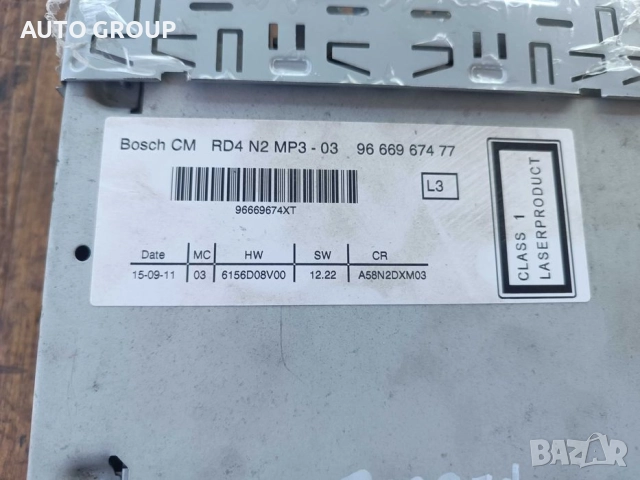 AUTO GROUP
Bosch CM RD4 N2 MP3 - 03 96 669 674 77
L3
96669674XT
Date MC HW SW CR
15-09-11 03 6156D08V00 12.22 A58N2DXM03
CLASS 1
LASERPRODUCT
BAZAR